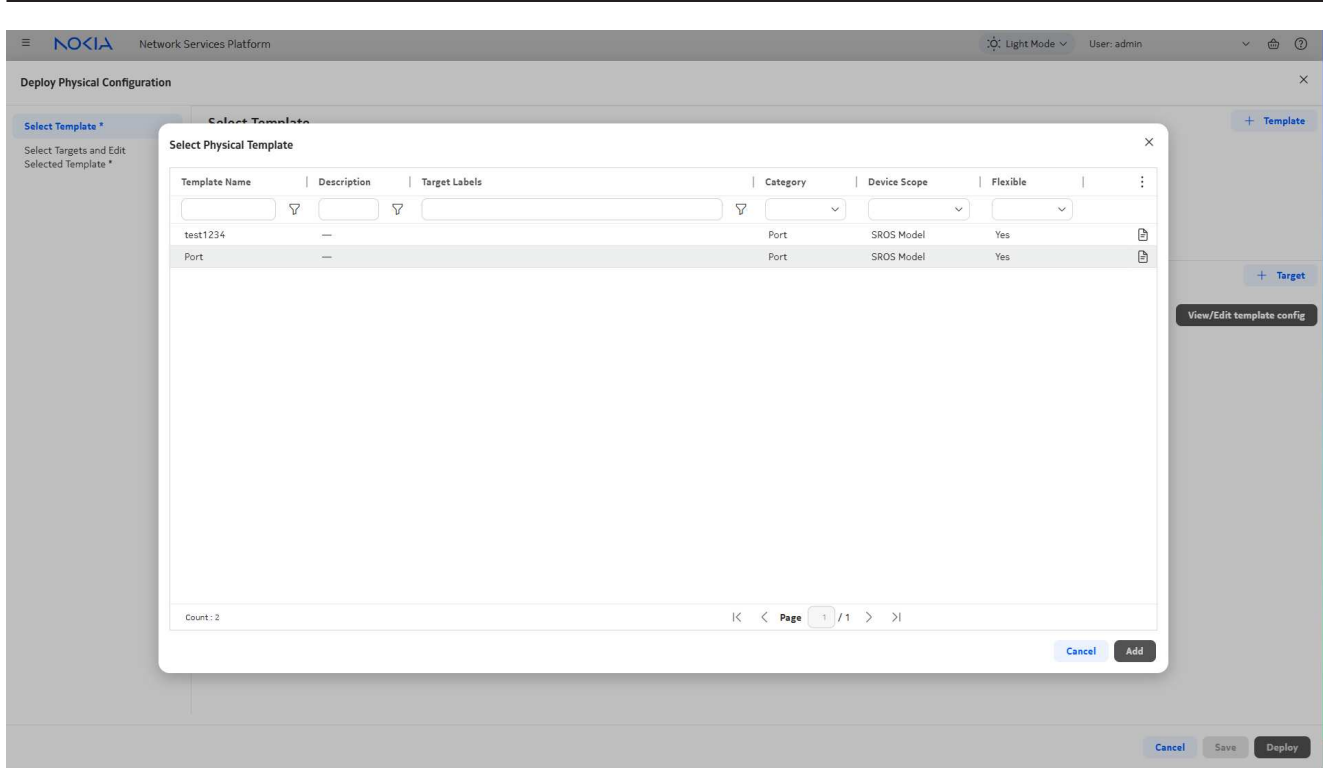 NOKIA Network Services Platform Light Mode User: admin
Deploy Physical Configuration
Select Template * Select Template + Template
Select Targets and Edit
Selected Template *
Select Physical Template
Template Name Description Target Labels Category Device Scope Flexible
test1234 — Port SROS Model Yes
Port — Port SROS Model Yes
+ Target
View/Edit template config
Count : 2 Page 1 / 1
Cancel Add
Cancel Save Deploy